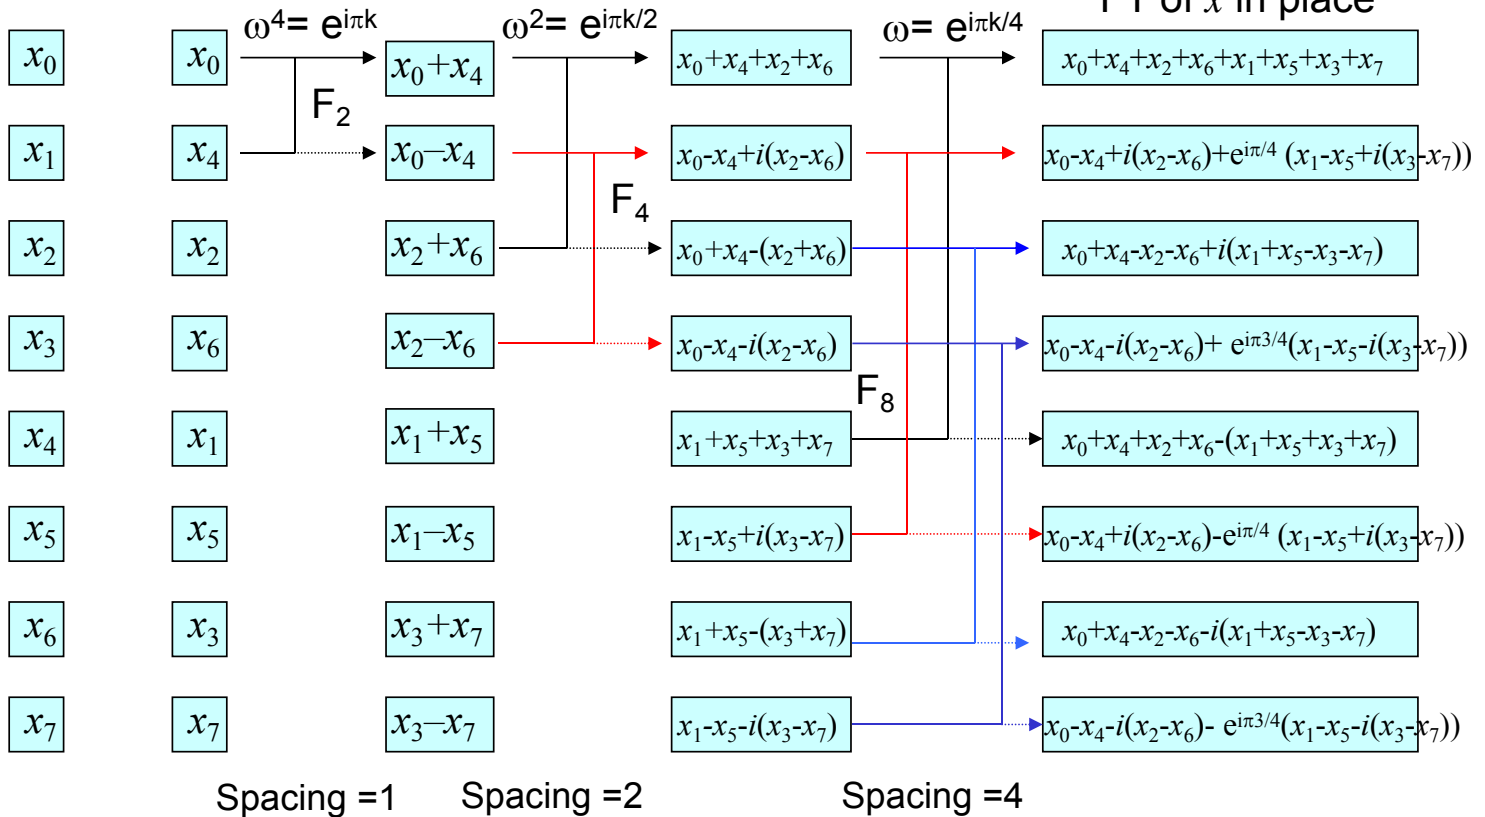 FT of x in place
ω⁴= e^iπk ω²= e^iπk/2 ω= e^iπk/4
x₀ x₀ x₀+x₄ x₀+x₄+x₂+x₆ x₀+x₄+x₂+x₆+x₁+x₅+x₃+x₇
F₂
x₁ x₄ x₀–x₄ x₀-x₄+i(x₂-x₆) x₀-x₄+i(x₂-x₆)+e^iπ/4 (x₁-x₅+i(x₃-x₇))
F₄
x₂ x₂ x₂+x₆ x₀+x₄-(x₂+x₆) x₀+x₄-x₂-x₆+i(x₁+x₅-x₃-x₇)
x₃ x₆ x₂–x₆ x₀-x₄-i(x₂-x₆) x₀-x₄-i(x₂-x₆)+ e^iπ3/4(x₁-x₅-i(x₃-x₇))
F₈
x₄ x₁ x₁+x₅ x₁+x₅+x₃+x₇ x₀+x₄+x₂+x₆-(x₁+x₅+x₃+x₇)
x₅ x₅ x₁–x₅ x₁-x₅+i(x₃-x₇) x₀-x₄+i(x₂-x₆)-e^iπ/4 (x₁-x₅+i(x₃-x₇))
x₆ x₃ x₃+x₇ x₁+x₅-(x₃+x₇) x₀+x₄-x₂-x₆-i(x₁+x₅-x₃-x₇)
x₇ x₇ x₃–x₇ x₁-x₅-i(x₃-x₇) x₀-x₄-i(x₂-x₆)- e^iπ3/4(x₁-x₅-i(x₃-x₇))
Spacing =1 Spacing =2 Spacing =4